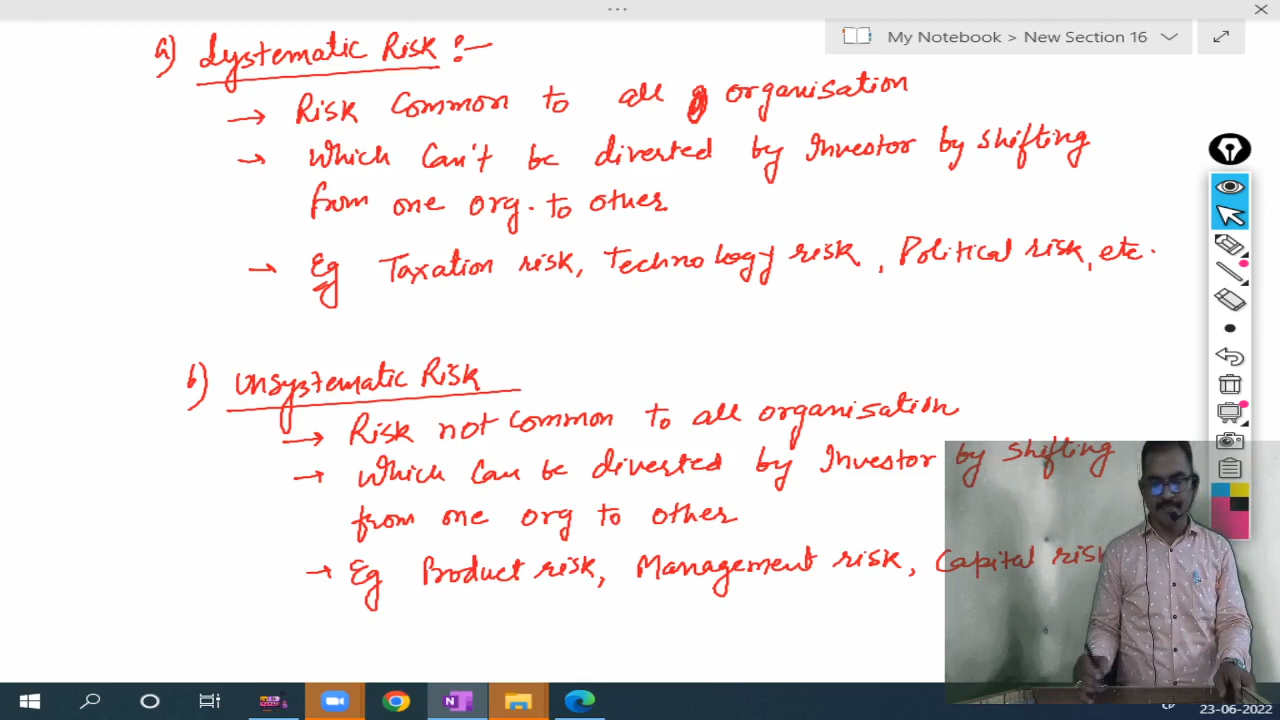 My Notebook > New Section 16
a) Systematic Risk :-
→ Risk Common to all organisation
→ Which Can't be diverted by Investor by shifting
from one org. to other
→ Eg Taxation risk, Technology risk, Political risk, etc.
b) Unsystematic Risk
→ Risk not Common to all organisation
→ Which Can be diverted by Investor by shifting
from one org to other
→ Eg Product risk, Management risk, Capital risk
23-06-2022